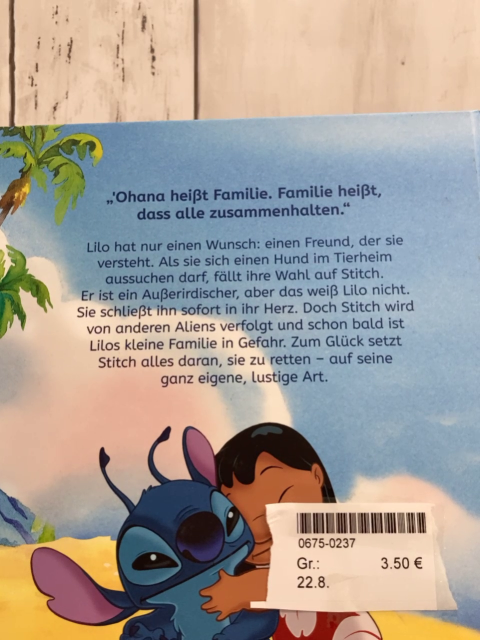 „'Ohana heißt Familie. Familie heißt,
dass alle zusammenhalten.“
Lilo hat nur einen Wunsch: einen Freund, der sie
versteht. Als sie sich einen Hund im Tierheim
aussuchen darf, fällt ihre Wahl auf Stitch.
Er ist ein Außerirdischer, aber das weiß Lilo nicht.
Sie schließt ihn sofort in ihr Herz. Doch Stitch wird
von anderen Aliens verfolgt und schon bald ist
Lilos kleine Familie in Gefahr. Zum Glück setzt
Stitch alles daran, sie zu retten – auf seine
ganz eigene, lustige Art.
0675-0237
Gr.: 3.50 €
22.8.